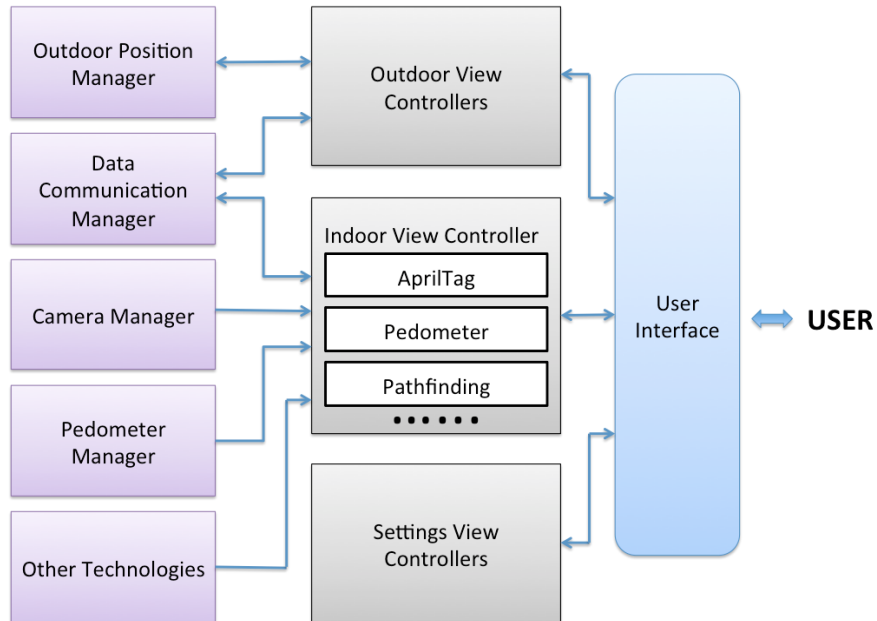 Outdoor Position
Manager
Data
Communication
Manager
Camera Manager
Pedometer
Manager
Other Technologies
Outdoor View
Controllers
Indoor View Controller
AprilTag
Pedometer
Pathfinding
Settings View
Controllers
User
Interface
USER